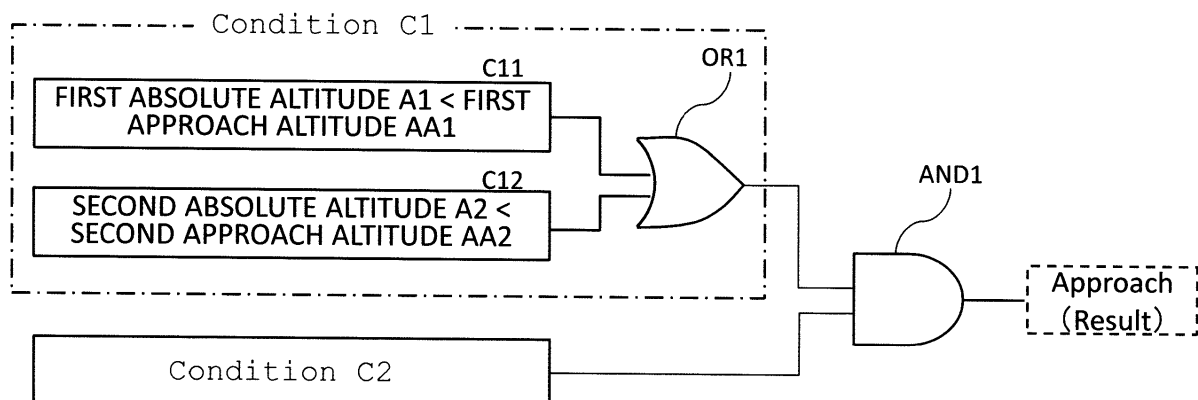 Condition C1
C11
OR1
FIRST ABSOLUTE ALTITUDE A1 < FIRST
APPROACH ALTITUDE AA1
C12
AND1
SECOND ABSOLUTE ALTITUDE A2 <
SECOND APPROACH ALTITUDE AA2
Approach
(Result)
Condition C2